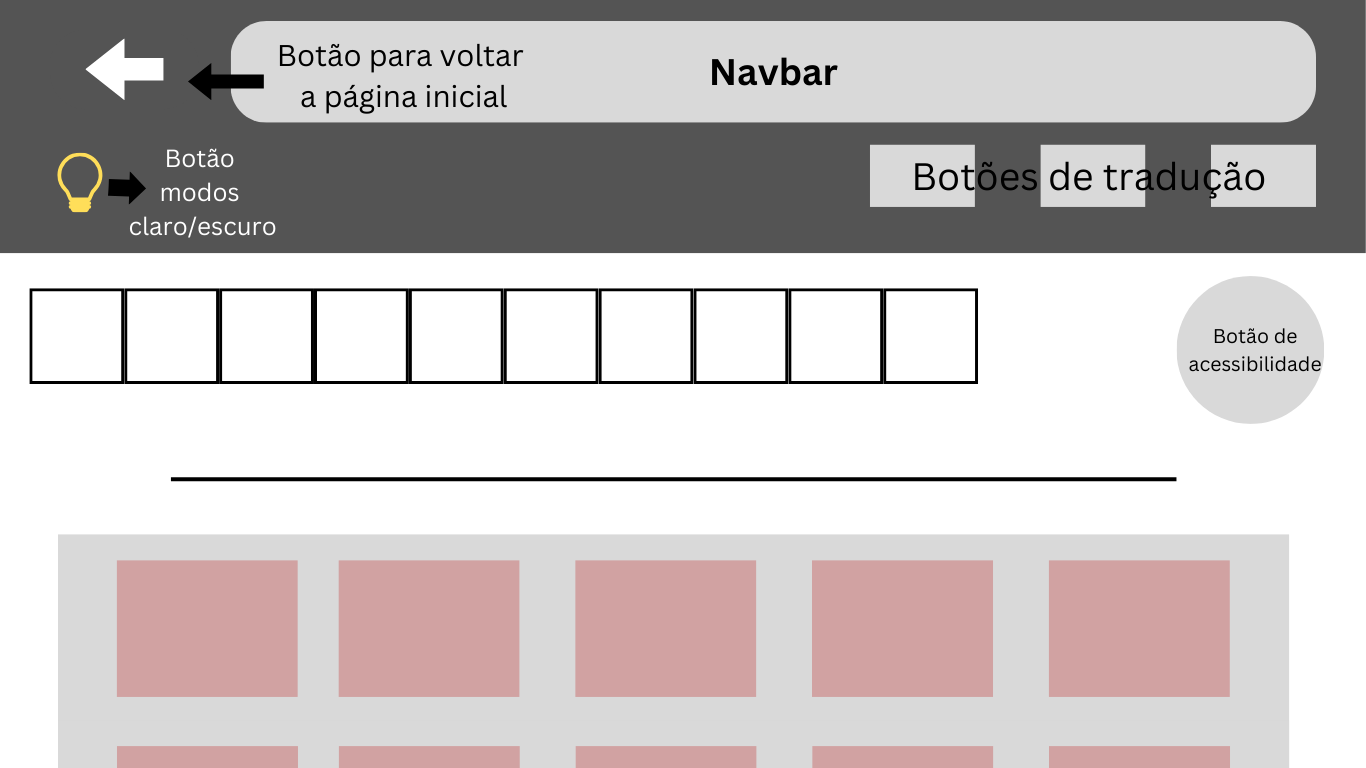 Botão para voltar
a página inicial
Navbar
Botão
modos
claro/escuro
Botões de tradução
Botão de
acessibilidade